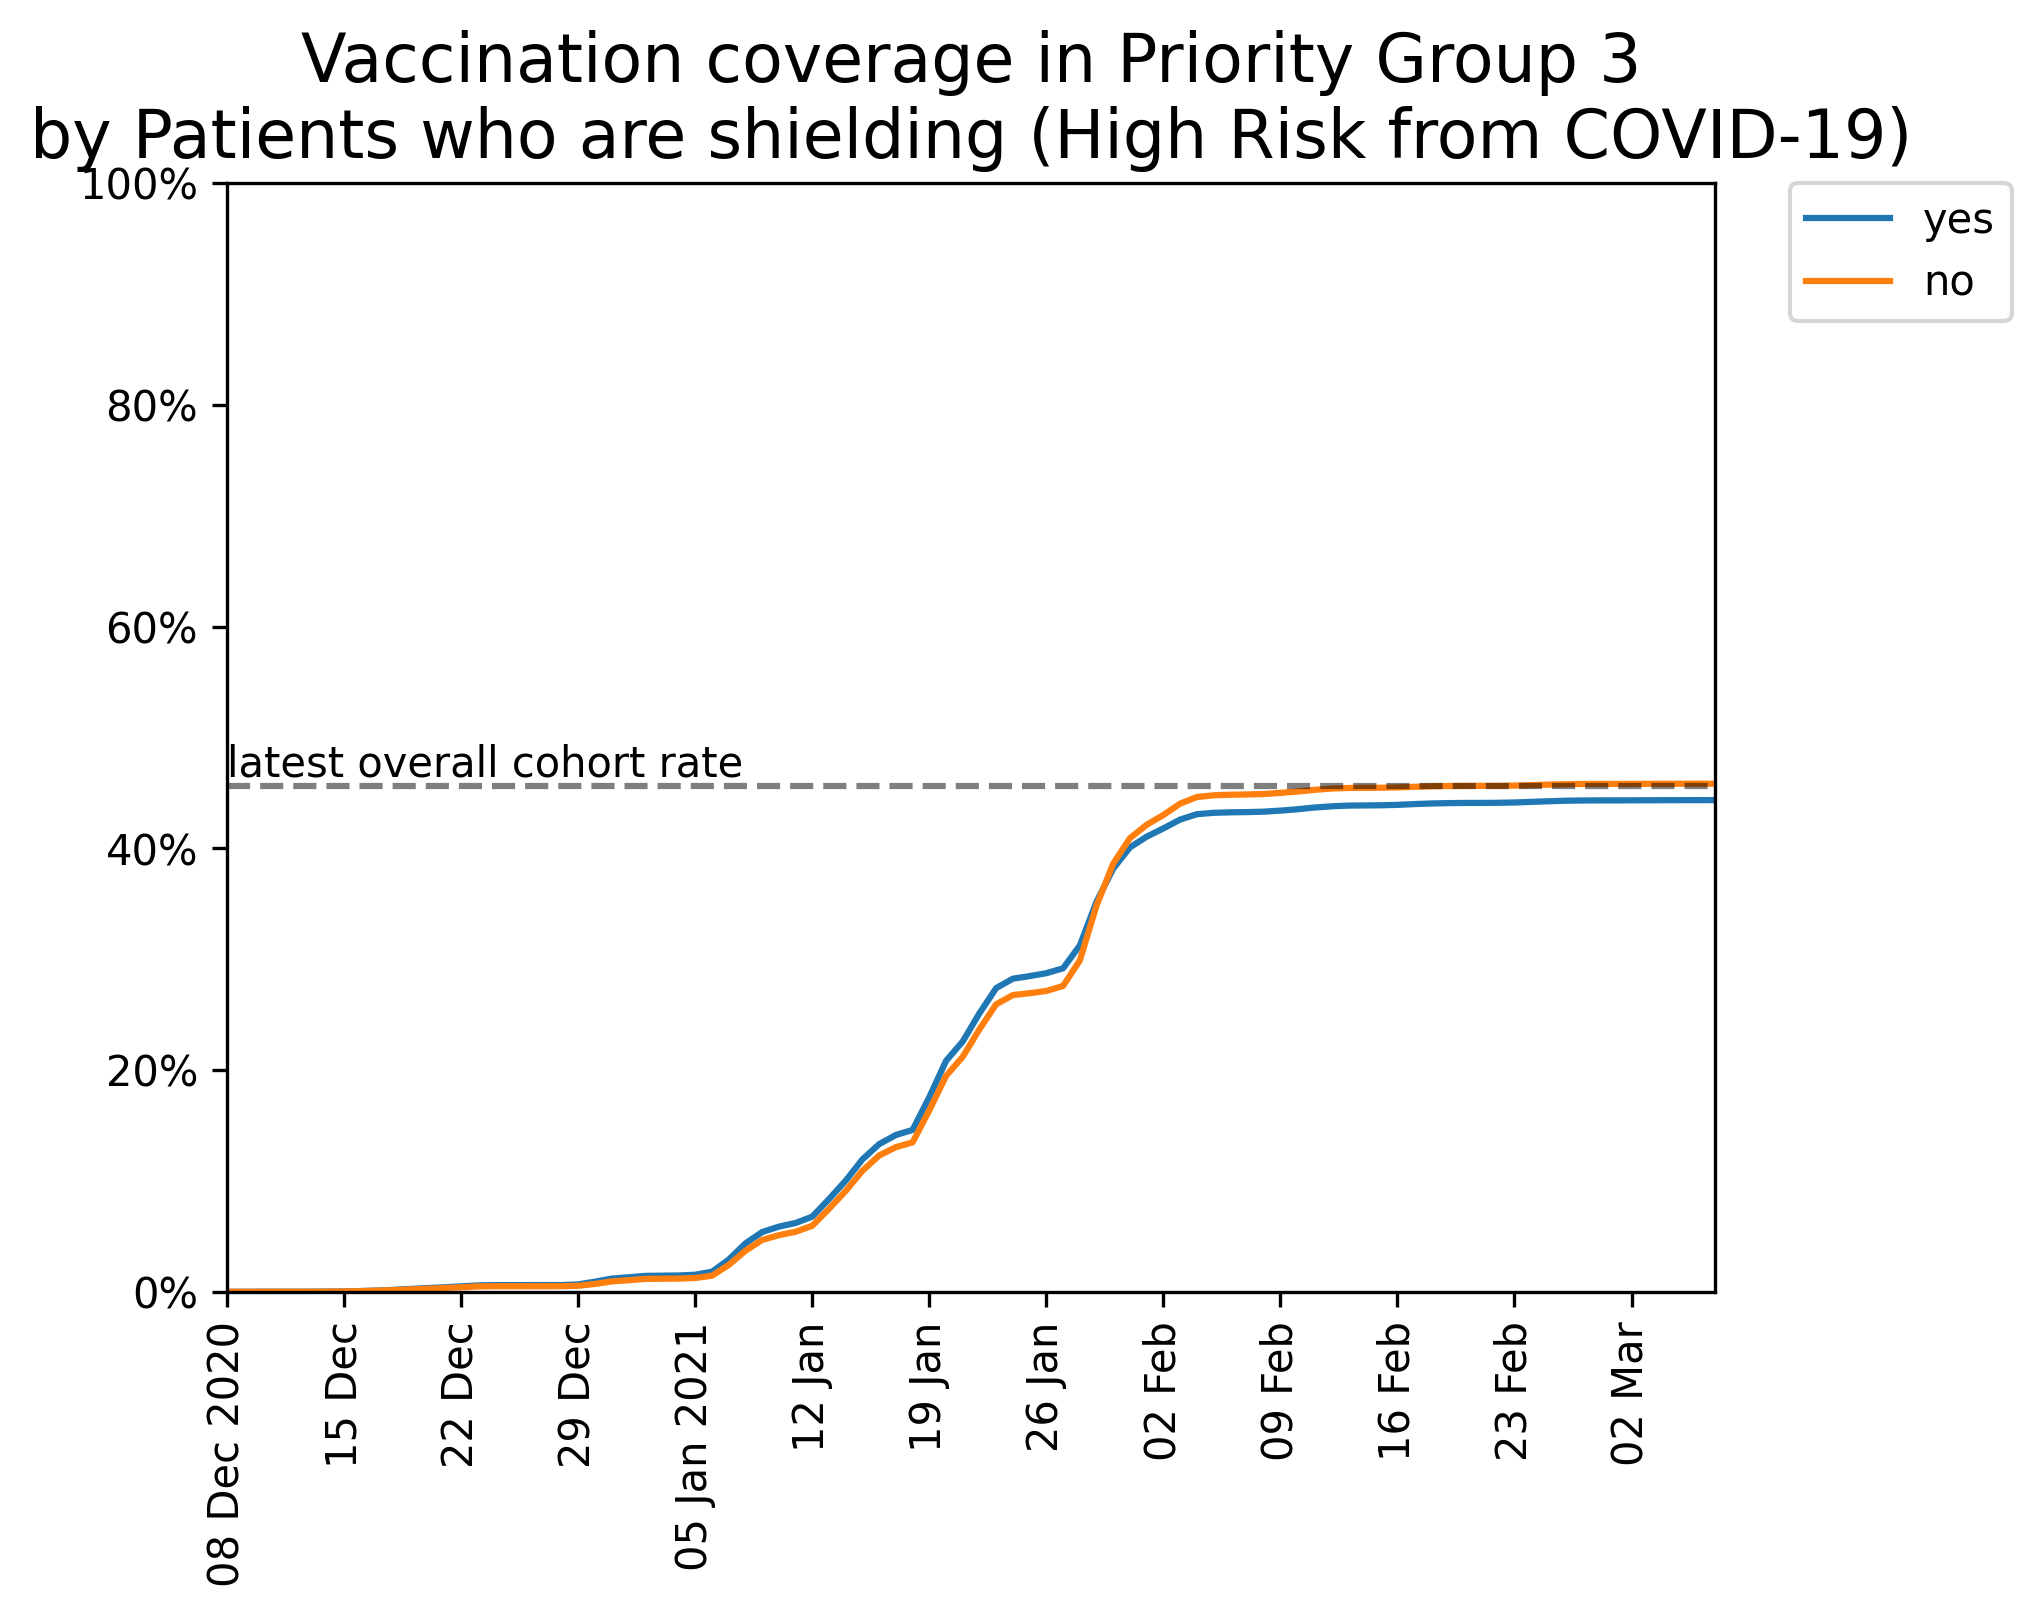 Vaccination coverage in Priority Group 3
by Patients who are shielding (High Risk from COVID-19)
100%
80%
60%
40%
20%
0%
latest overall cohort rate
yes
no
08 Dec 2020
15 Dec
22 Dec
29 Dec
05 Jan 2021
12 Jan
19 Jan
26 Jan
02 Feb
09 Feb
16 Feb
23 Feb
02 Mar